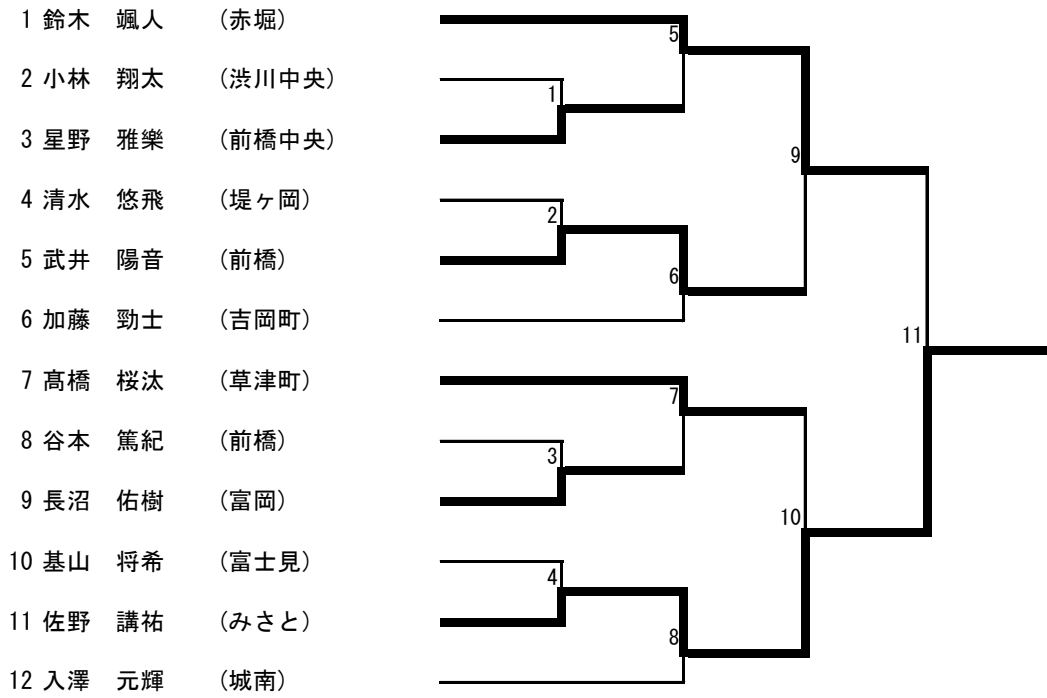 1 鈴木 颯人 (赤堀)
5
2 小林 翔太 (渋川中央)
1
3 星野 雅樂 (前橋中央)
9
4 清水 悠飛 (堤ヶ岡)
2
5 武井 陽音 (前橋)
6
6 加藤 勁士 (吉岡町)
11
7 髙橋 桜汰 (草津町)
7
8 谷本 篤紀 (前橋)
3
9 長沼 佑樹 (富岡)
10
10 基山 将希 (富士見)
4
11 佐野 講祐 (みさと)
8
12 入澤 元輝 (城南)